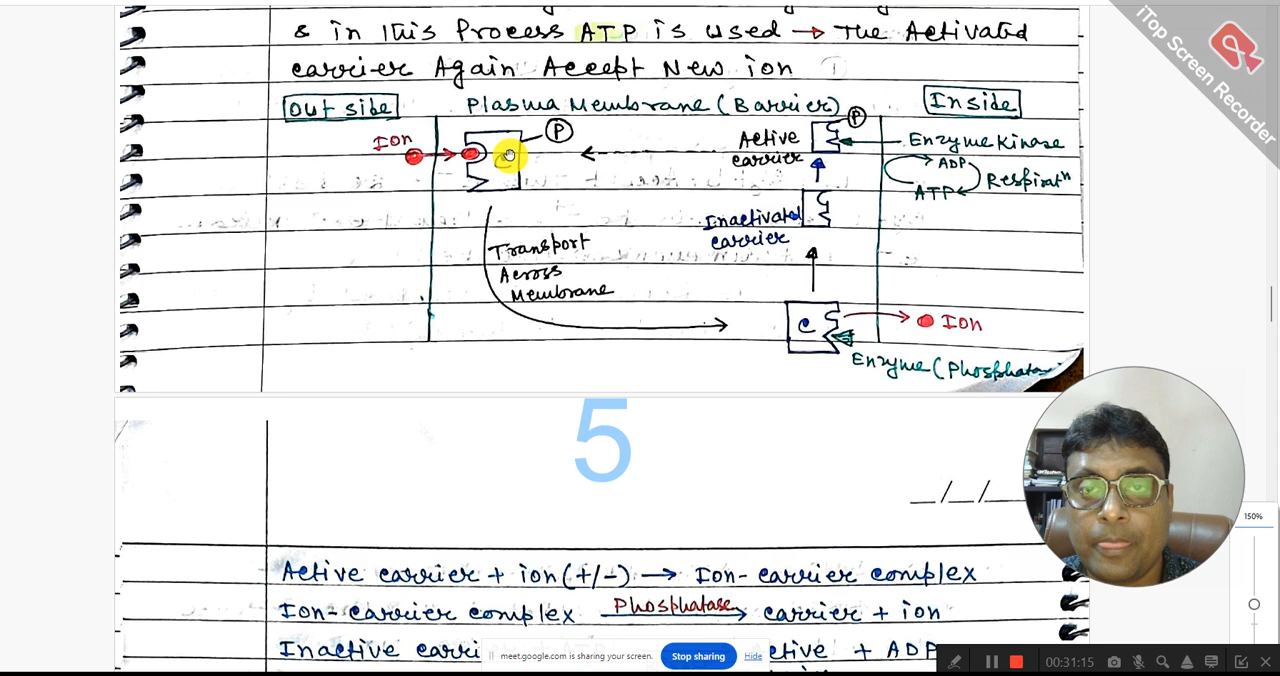 & in this Process ATP is used → The Activated
carrier Again Accept New ion
Out side
Plasma Membrane (Barrier)
Inside
Ion
P
Active
carrier
P
Enzyme Kinase
ADP
ATP
Respiratn
Inactivated
carrier
Transport
Across
Membrane
C
Ion
Enzyme (Phosphatas
5
_/_/_
Active carrier + ion (+/-) → Ion-carrier complex
Ion-carrier complex Phosphatase → carrier + ion
Inactive carri
ctive + ADP
meet.google.com is sharing your screen.
Stop sharing
Hide
150%
00:31:15
iTop Screen Recorder